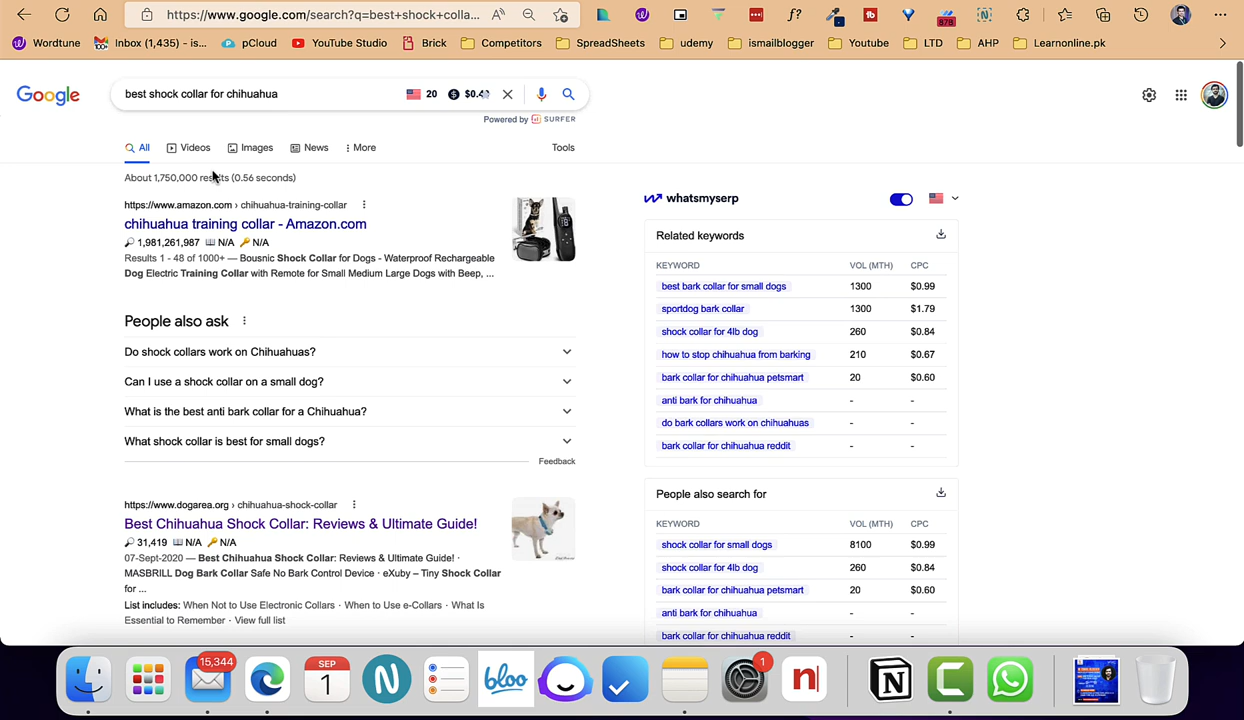 https://www.google.com/search?q=best+shock+colla...
Wordtune
Inbox (1,435) - is...
pCloud
YouTube Studio
Brick
Competitors
SpreadSheets
udemy
ismailblogger
Youtube
LTD
AHP
Learnonline.pk
Google
best shock collar for chihuahua
20
Powered by SURFER
All
Videos
Images
News
More
Tools
About 1,750,000 results (0.56 seconds)
https://www.amazon.com › chihuahua-training-collar
chihuahua training collar - Amazon.com
1,981,261,987 N/A N/A
Results 1 - 48 of 1000+ — Bousnic Shock Collar for Dogs - Waterproof Rechargeable
Dog Electric Training Collar with Remote for Small Medium Large Dogs with Beep, ...
People also ask
Do shock collars work on Chihuahuas?
Can I use a shock collar on a small dog?
What is the best anti bark collar for a Chihuahua?
What shock collar is best for small dogs?
Feedback
https://www.dogarea.org › chihuahua-shock-collar
Best Chihuahua Shock Collar: Reviews & Ultimate Guide!
31,419 N/A N/A
07-Sept-2020 — Best Chihuahua Shock Collar: Reviews & Ultimate Guide! ·
MASBRILL Dog Bark Collar Safe No Bark Control Device · eXuby – Tiny Shock Collar
for ...
List includes: When Not to Use Electronic Collars · When to Use e-Collars · What Is
Essential to Remember · View full list
whatsmyserp
Related keywords
KEYWORD VOL (MTH) CPC
best bark collar for small dogs 1300 $0.99
sportdog bark collar 1300 $1.79
shock collar for 4lb dog 260 $0.84
how to stop chihuahua from barking 210 $0.67
bark collar for chihuahua petsmart 20 $0.60
anti bark for chihuahua - -
do bark collars work on chihuahuas - -
bark collar for chihuahua reddit - -
People also search for
KEYWORD VOL (MTH) CPC
shock collar for small dogs 8100 $0.99
shock collar for 4lb dog 260 $0.84
bark collar for chihuahua petsmart 20 $0.60
anti bark for chihuahua - -
bark collar for chihuahua reddit - -
15,344
SEP
1
N
bloo
1
n